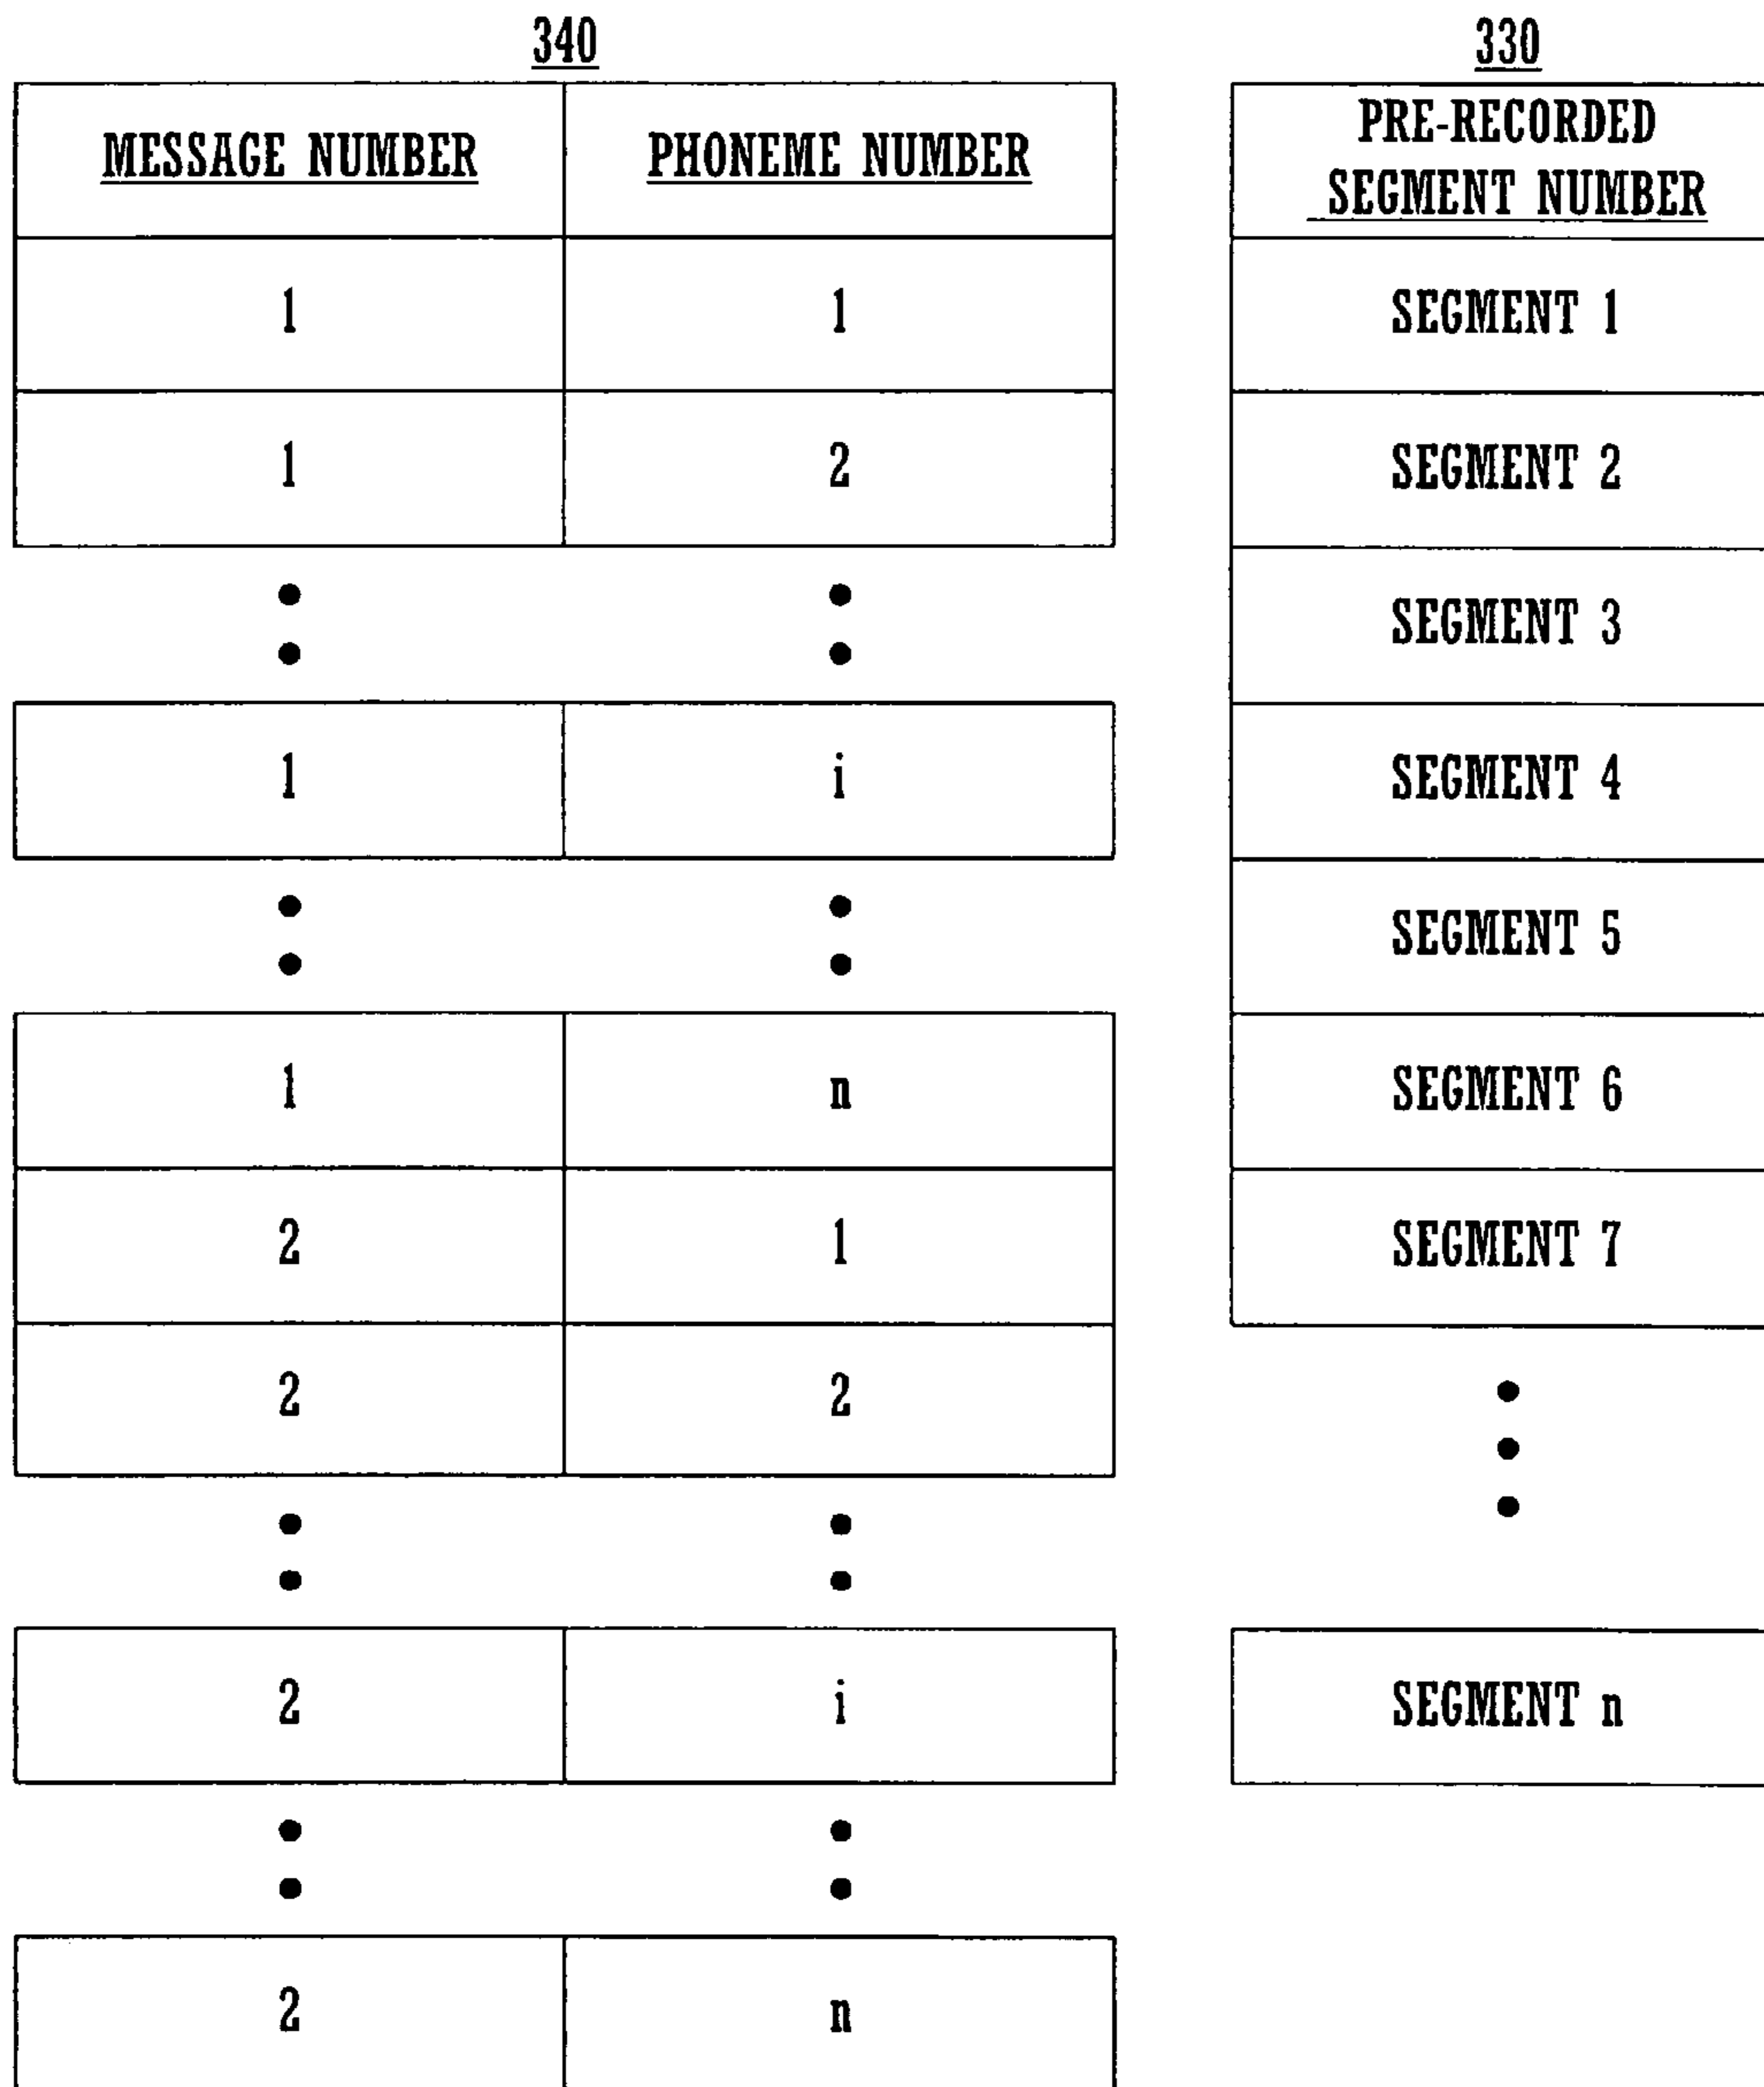 340
MESSAGE NUMBER PHONEME NUMBER
1 1
1 2
1 i
1 n
2 1
2 2
2 i
2 n
330
PRE-RECORDED
SEGMENT NUMBER
SEGMENT 1
SEGMENT 2
SEGMENT 3
SEGMENT 4
SEGMENT 5
SEGMENT 6
SEGMENT 7
SEGMENT n